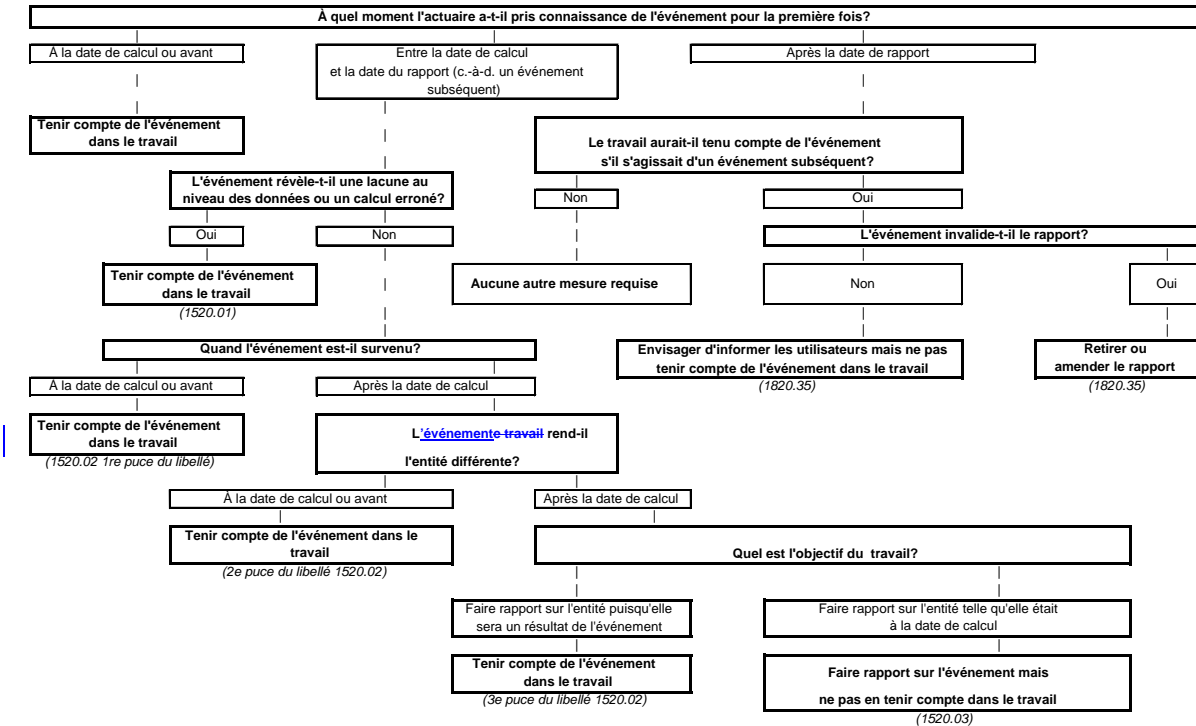 À quel moment l'actuaire a-t-il pris connaissance de l'événement pour la première fois?
À la date de calcul ou avant
Entre la date de calcul
et la date du rapport (c.-à-d. un événement
subséquent)
Après la date de rapport
Tenir compte de l'événement
dans le travail
Le travail aurait-il tenu compte de l'événement
s'il s'agissait d'un événement subséquent?
L'événement révèle-t-il une lacune au
niveau des données ou un calcul erroné?
Non
Oui
Oui
Non
L'événement invalide-t-il le rapport?
Tenir compte de l'événement
dans le travail
(1520.01)
Aucune autre mesure requise
Non
Oui
Quand l'événement est-il survenu?
Envisager d'informer les utilisateurs mais ne pas
tenir compte de l'événement dans le travail
(1820.35)
Retirer ou
amender le rapport
(1820.35)
À la date de calcul ou avant
Après la date de calcul
Tenir compte de l'événement
dans le travail
(1520.02 1re puce du libellé)
L'événemente travail rend-il
l'entité différente?
À la date de calcul ou avant
Après la date de calcul
Tenir compte de l'événement dans le
travail
(2e puce du libellé 1520.02)
Quel est l'objectif du travail?
Faire rapport sur l'entité puisqu'elle
sera un résultat de l'événement
Faire rapport sur l'entité telle qu'elle était
à la date de calcul
Tenir compte de l'événement
dans le travail
(3e puce du libellé 1520.02)
Faire rapport sur l'événement mais
ne pas en tenir compte dans le travail
(1520.03)